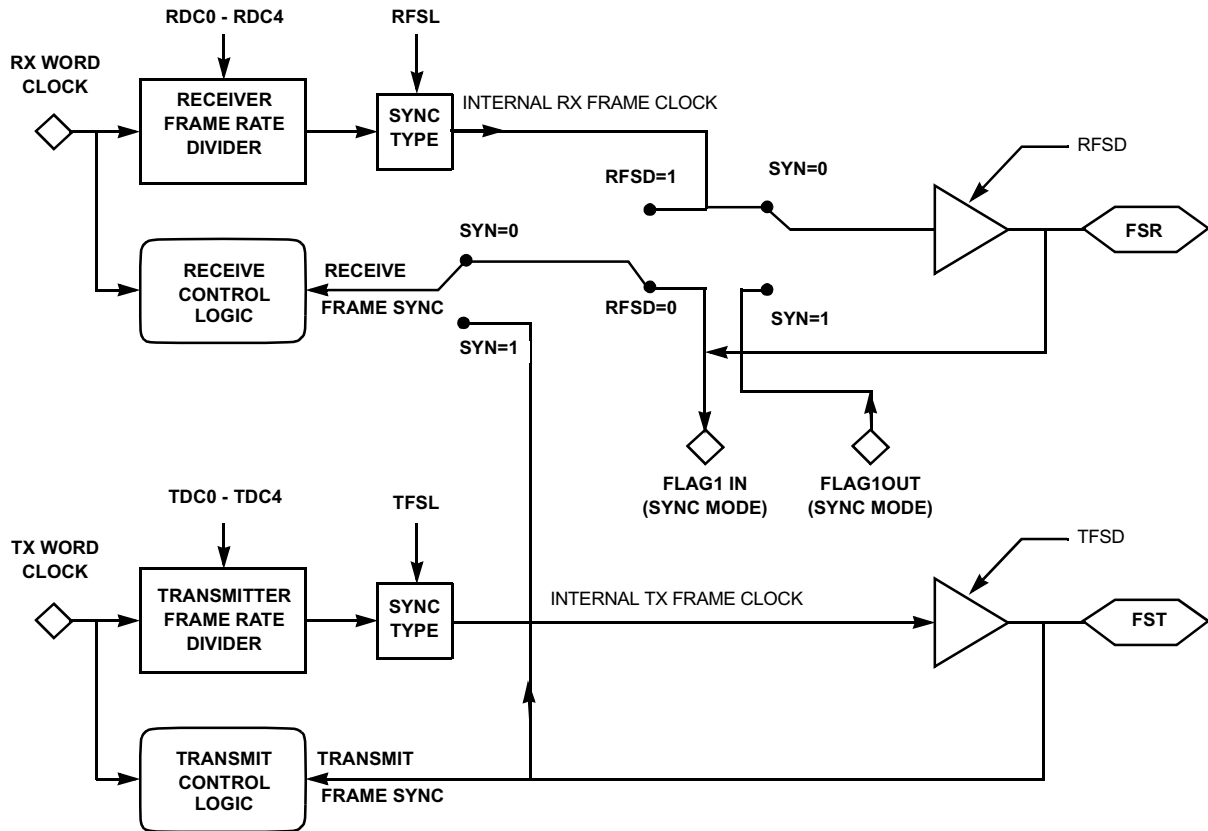 RDC0 - RDC4
RFSL
RX WORD
CLOCK
RECEIVER
FRAME RATE
DIVIDER
SYNC
TYPE
INTERNAL RX FRAME CLOCK
RFSD
RFSD=1
SYN=0
FSR
SYN=0
RECEIVE
CONTROL
LOGIC
RECEIVE
FRAME SYNC
RFSD=0
SYN=1
SYN=1
FLAG1 IN
(SYNC MODE)
FLAG1OUT
(SYNC MODE)
TDC0 - TDC4
TFSL
TX WORD
CLOCK
TRANSMITTER
FRAME RATE
DIVIDER
SYNC
TYPE
INTERNAL TX FRAME CLOCK
TFSD
FST
TRANSMIT
CONTROL
LOGIC
TRANSMIT
FRAME SYNC